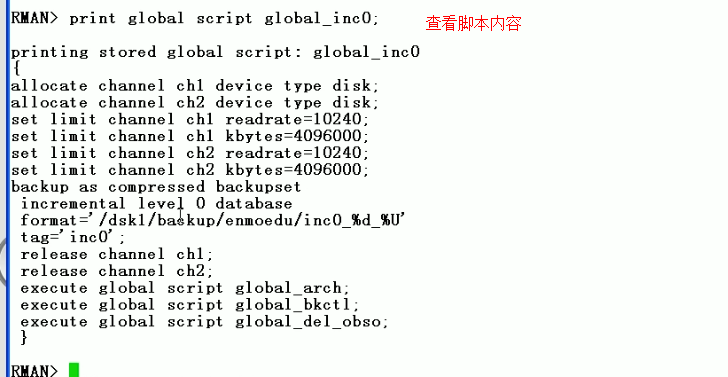 RMAN> print global script global_inc0;
查看脚本内容
printing stored global script: global_inc0
{
allocate channel ch1 device type disk;
allocate channel ch2 device type disk;
set limit channel ch1 readrate=10240;
set limit channel ch1 kbytes=4096000;
set limit channel ch2 readrate=10240;
set limit channel ch2 kbytes=4096000;
backup as compressed backupset
incremental level 0 database
format='/dsk1/backup/enmoedu/inc0_%d_%U'
tag='inc0';
release channel ch1;
release channel ch2;
execute global script global_arch;
execute global script global_bkctl;
execute global script global_del_obso;
}
RMAN>